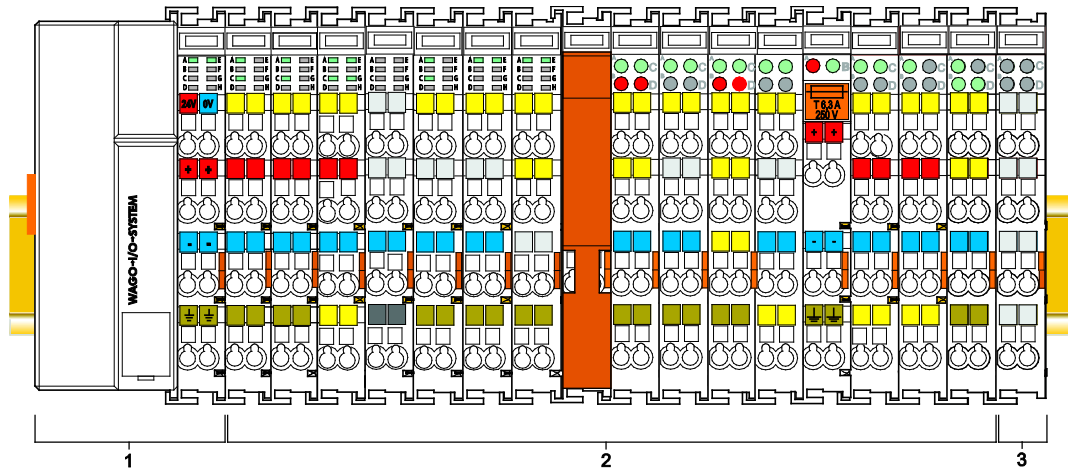 A E A E A E A E A E A E A E A E
B F B F B F B F B F B F B F B F
C G C G C G C G C G C G C G C G
D H D H D H D H D H D H D H D H
A C A C A C A B A C A C A C A C
B D B D B D B D B D B D B D
24V 0V
T 6,3 A
250 V
+ +
+ +
- -
- -
WAGO-I/O-SYSTEM
1
2
3